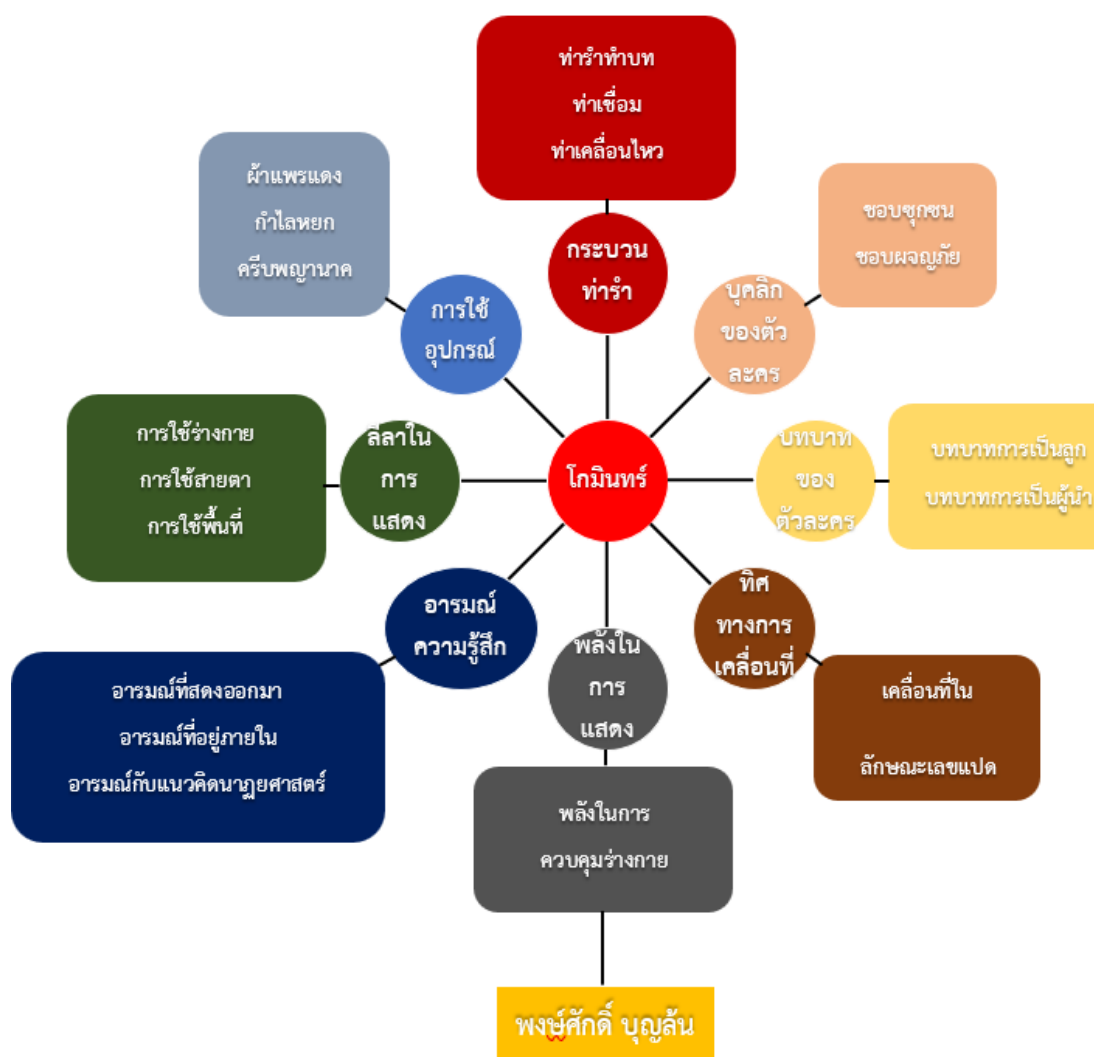 ท่ารำทำบท
ท่าเชื่อม
ท่าเคลื่อนไหว
กระบวน
ท่ารำ
ผ้าแพรแดง
กำไลหยก
ครีบพญานาค
การใช้
อุปกรณ์
ชอบซุกซน
ชอบผจญภัย
บุคลิก
ของตัว
ละคร
การใช้ร่างกาย
การใช้สายตา
การใช้พื้นที่
ลีลาใน
การ
แสดง
โกมินทร์
บทบาท
ของ
ตัวละคร
บทบาทการเป็นลูก
บทบาทการเป็นผู้นำ
อารมณ์
ความรู้สึก
อารมณ์ที่สดงออกมา
อารมณ์ที่อยู่ภายใน
อารมณ์กับแนวคิดนาฏยศาสตร์
พลังใน
การ
แสดง
พลังในการ
ควบคุมร่างกาย
ทิศ
ทางการ
เคลื่อนที่
เคลื่อนที่ใน
ลักษณะเลขแปด
พงษ์ศักดิ์ บุญล้น